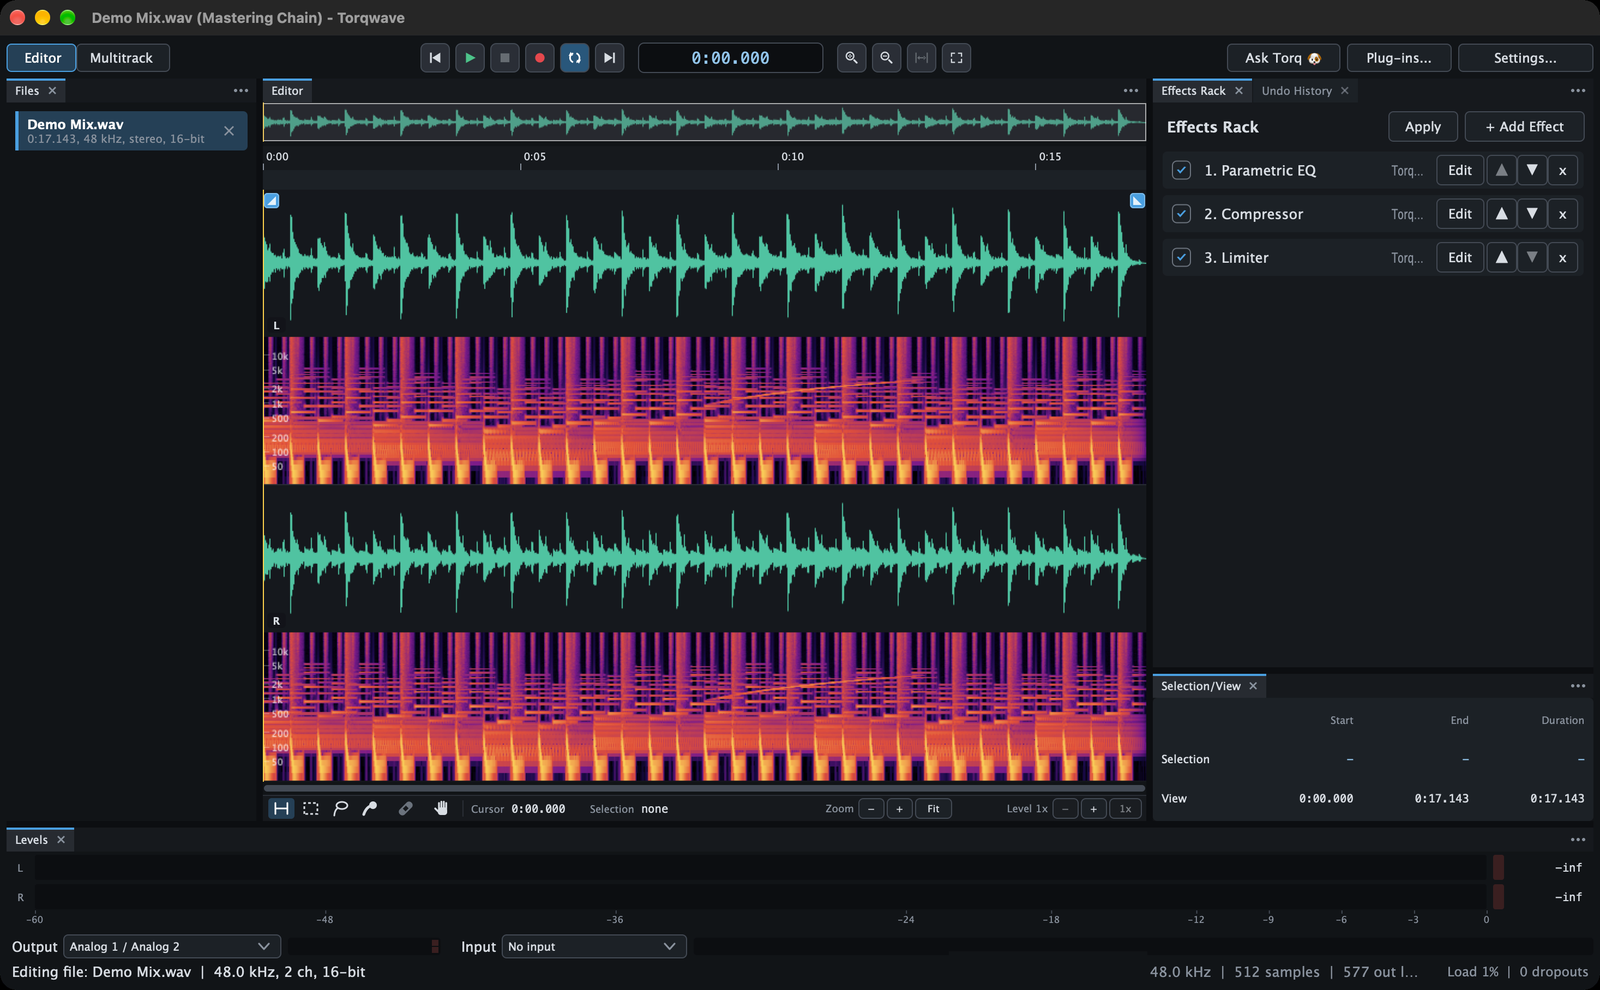 Demo Mix.wav (Mastering Chain) - Torqwave
Editor
Multitrack
0:00.000
Ask Torq
Plug-ins...
Settings...
Files
Demo Mix.wav
0:17.143, 48 kHz, stereo, 16-bit
Editor
0:00
0:05
0:10
0:15
L
10k
5k
2k
1k
500
200
100
50
R
10k
5k
2k
1k
500
200
100
50
Cursor 0:00.000
Selection none
Zoom - + Fit
Level 1x - + 1x
Effects Rack
Undo History
Effects Rack
Apply
+ Add Effect
1. Parametric EQ Torq... Edit x
2. Compressor Torq... Edit x
3. Limiter Torq... Edit x
Selection/View
Start End Duration
Selection – – –
View 0:00.000 0:17.143 0:17.143
Levels
L -inf
R -inf
-60 -48 -36 -24 -18 -12 -9 -6 -3 0
Output Analog 1 / Analog 2
Input No input
Editing file: Demo Mix.wav | 48.0 kHz, 2 ch, 16-bit
48.0 kHz | 512 samples | 577 out l... Load 1% | 0 dropouts